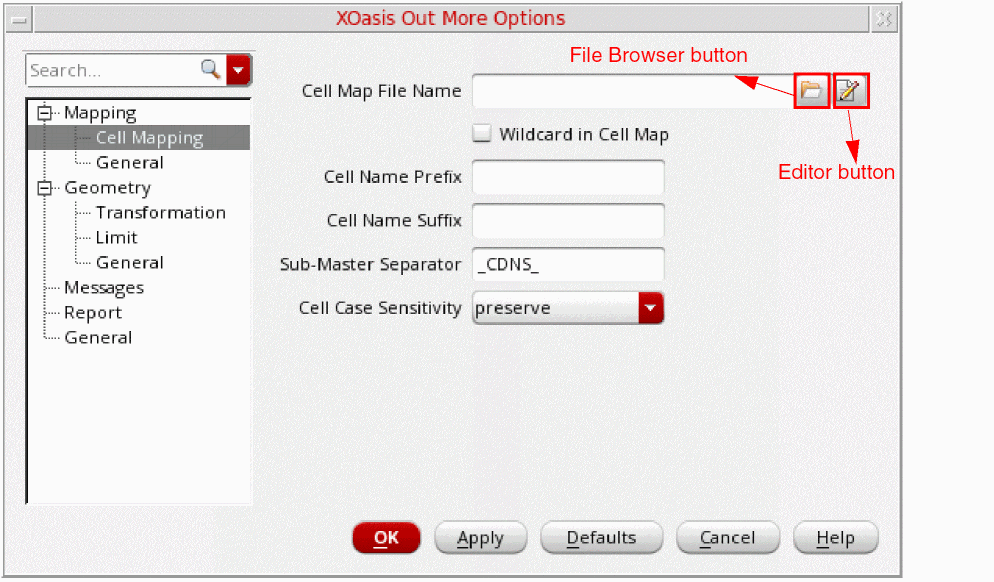 XOasis Out More Options
File Browser button
Search...
Cell Map File Name
Mapping
Cell Mapping
Wildcard in Cell Map
General
Editor button
Cell Name Prefix
Geometry
Transformation
Cell Name Suffix
Limit
General
Sub-Master Separator _CDNS_
Messages
Cell Case Sensitivity preserve
Report
General
OK Apply Defaults Cancel Help